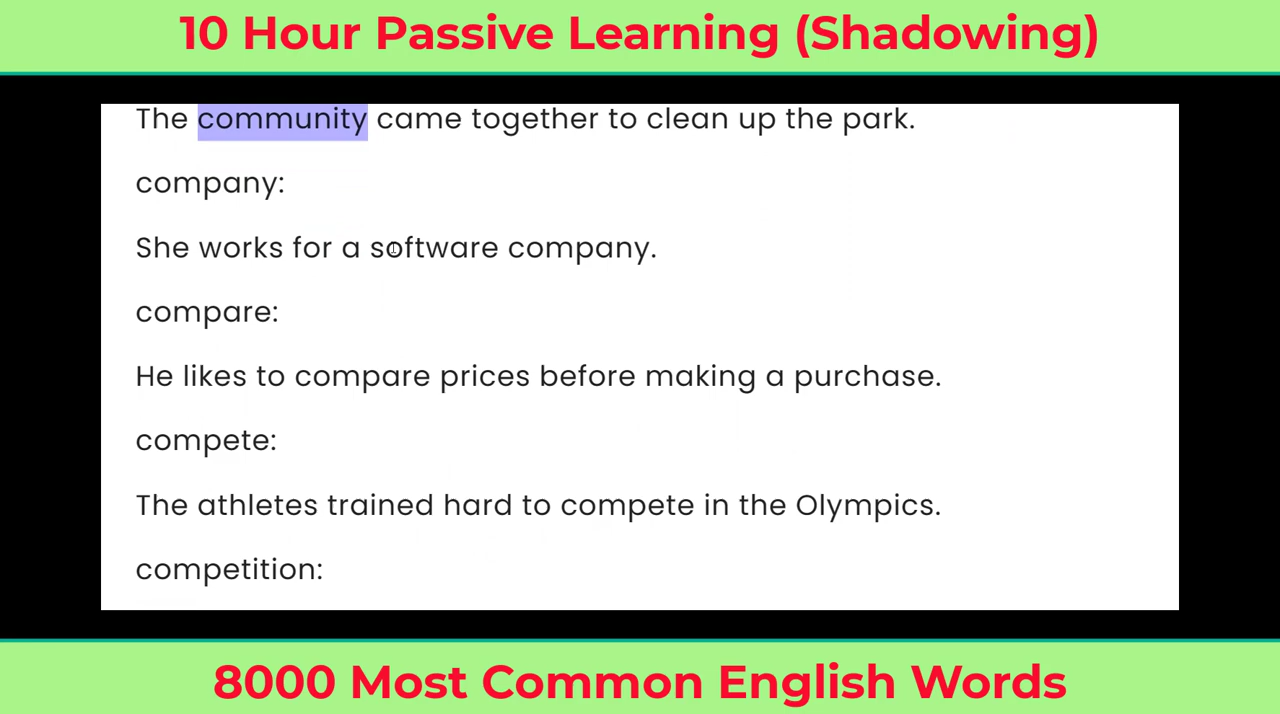 10 Hour Passive Learning (Shadowing)
The community came together to clean up the park.
company:
She works for a software company.
compare:
He likes to compare prices before making a purchase.
compete:
The athletes trained hard to compete in the Olympics.
competition:
8000 Most Common English Words